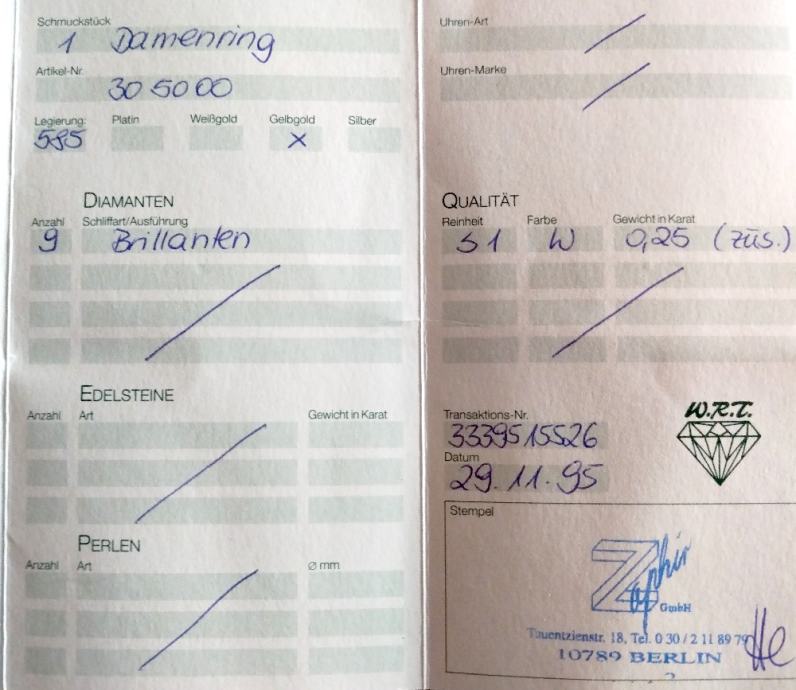 Schmuckstück
1 Damenring
Artikel-Nr.
30 50 00
Legierung: Platin Weißgold Gelbgold Silber
585 x
DIAMANTEN
Anzahl Schliffart/Ausführung
9 Brillanten
EDELSTEINE
Anzahl Art Gewicht in Karat
PERLEN
Anzahl Art ⌀ mm
Uhren-Art
Uhren-Marke
QUALITÄT
Reinheit Farbe Gewicht in Karat
S1 W 0,25 (züs.)
Transaktions-Nr.
3339515526
Datum
29.11.95
W.R.T.
Stempel
Zaphir
GmbH
Tauentzienstr. 18, Tel. 0 30 / 2 11 89 79
10789 BERLIN